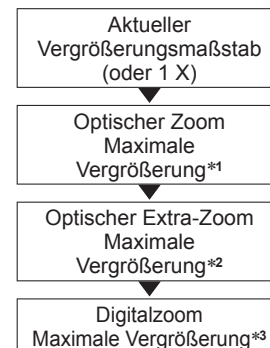 Aktueller
Vergrößerungsmaßstab
(oder 1 X)
Optischer Zoom
Maximale
Vergrößerung*1
Optischer Extra-Zoom
Maximale
Vergrößerung*2
Digitalzoom
Maximale Vergrößerung*3